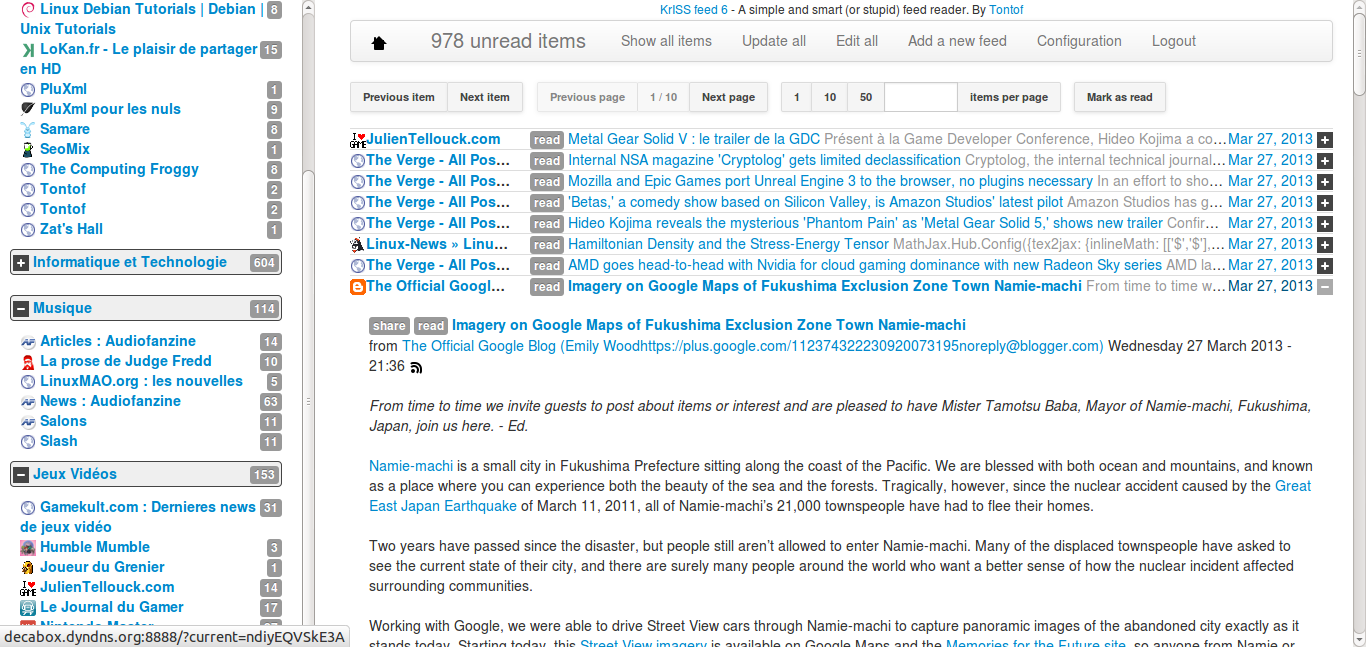 Linux Debian Tutorials | Debian | 8
Unix Tutorials
LoKan.fr - Le plaisir de partager 15
en HD
PluXml 1
PluXml pour les nuls 9
Samare 8
SeoMix 1
The Computing Froggy 8
Tontof 2
Tontof 2
Zat's Hall 1
Informatique et Technologie 604
Musique 114
Articles : Audiofanzine 14
La prose de Judge Fredd 10
LinuxMAO.org : les nouvelles 5
News : Audiofanzine 63
Salons 11
Slash 11
Jeux Vidéos 153
Gamekult.com : Dernieres news 31
de jeux vidéo
Humble Mumble 3
Joueur du Grenier 1
JulienTellouck.com 14
Le Journal du Gamer 17
decabox.dyndns.org:8888/?current=ndiyEQVSkE3A
KrISS feed 6 - A simple and smart (or stupid) feed reader. By Tontof
978 unread items Show all items Update all Edit all Add a new feed Configuration Logout
Previous item Next item Previous page 1 / 10 Next page 1 10 50 items per page Mark as read
JulienTellouck.com read Metal Gear Solid V : le trailer de la GDC Présent à la Game Developer Conference, Hideo Kojima a co... Mar 27, 2013
The Verge - All Pos... read Internal NSA magazine 'Cryptolog' gets limited declassification Cryptolog, the internal technical journal... Mar 27, 2013
The Verge - All Pos... read Mozilla and Epic Games port Unreal Engine 3 to the browser, no plugins necessary In an effort to sho... Mar 27, 2013
The Verge - All Pos... read 'Betas,' a comedy show based on Silicon Valley, is Amazon Studios' latest pilot Amazon Studios has g... Mar 27, 2013
The Verge - All Pos... read Hideo Kojima reveals the mysterious 'Phantom Pain' as 'Metal Gear Solid 5,' shows new trailer Confir... Mar 27, 2013
Linux-News » Linu... read Hamiltonian Density and the Stress-Energy Tensor MathJax.Hub.Config({tex2jax: {inlineMath: [['$','$'],... Mar 27, 2013
The Verge - All Pos... read AMD goes head-to-head with Nvidia for cloud gaming dominance with new Radeon Sky series AMD la... Mar 27, 2013
The Official Googl... read Imagery on Google Maps of Fukushima Exclusion Zone Town Namie-machi From time to time w... Mar 27, 2013
share read Imagery on Google Maps of Fukushima Exclusion Zone Town Namie-machi
from The Official Google Blog (Emily Woodhttps://plus.google.com/112374322230920073195noreply@blogger.com) Wednesday 27 March 2013 -
21:36
From time to time we invite guests to post about items or interest and are pleased to have Mister Tamotsu Baba, Mayor of Namie-machi, Fukushima,
Japan, join us here. - Ed.
Namie-machi is a small city in Fukushima Prefecture sitting along the coast of the Pacific. We are blessed with both ocean and mountains, and known
as a place where you can experience both the beauty of the sea and the forests. Tragically, however, since the nuclear accident caused by the Great
East Japan Earthquake of March 11, 2011, all of Namie-machi's 21,000 townspeople have had to flee their homes.
Two years have passed since the disaster, but people still aren't allowed to enter Namie-machi. Many of the displaced townspeople have asked to
see the current state of their city, and there are surely many people around the world who want a better sense of how the nuclear incident affected
surrounding communities.
Working with Google, we were able to drive Street View cars through Namie-machi to capture panoramic images of the abandoned city exactly as it
stands today. Starting today, this Street View imagery is available on Google Maps and the Memories for the Future site, so anyone from Namie or